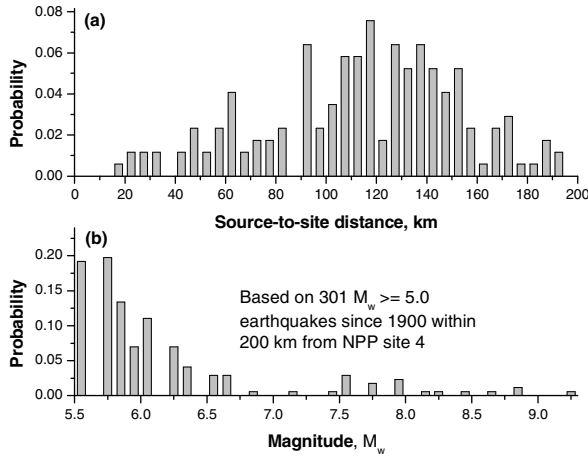 (a)
0.08
0.06
0.04
0.02
0.00
Probability
0 20 40 60 80 100 120 140 160 180 200
Source-to-site distance, km
(b)
0.20
0.15
0.10
0.05
0.00
Probability
Based on 301 Mw >= 5.0
earthquakes since 1900 within
200 km from NPP site 4
5.5 6.0 6.5 7.0 7.5 8.0 8.5 9.0
Magnitude, Mw